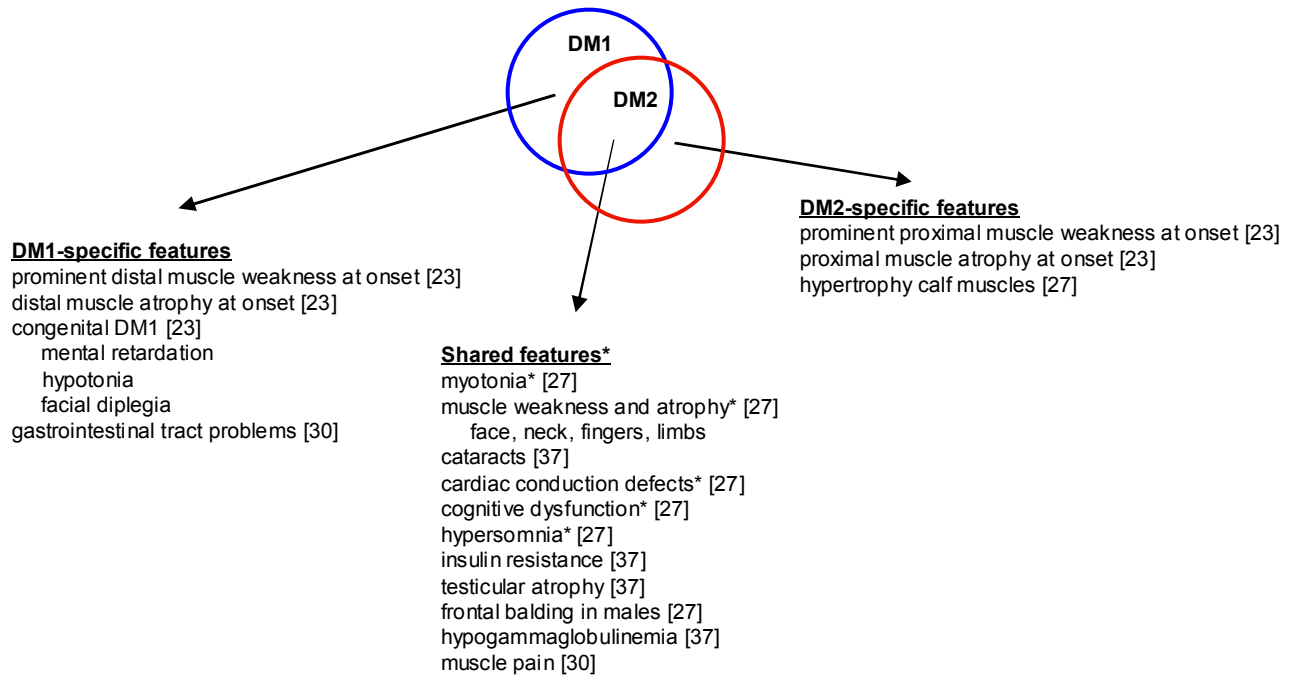 DM1
DM2
DM1-specific features
prominent distal muscle weakness at onset [23]
distal muscle atrophy at onset [23]
congenital DM1 [23]
mental retardation
hypotonia
facial diplegia
gastrointestinal tract problems [30]
Shared features*
myotonia* [27]
muscle weakness and atrophy* [27]
face, neck, fingers, limbs
cataracts [37]
cardiac conduction defects* [27]
cognitive dysfunction* [27]
hypersomnia* [27]
insulin resistance [37]
testicular atrophy [37]
frontal balding in males [27]
hypogammaglobulinemia [37]
muscle pain [30]
DM2-specific features
prominent proximal muscle weakness at onset [23]
proximal muscle atrophy at onset [23]
hypertrophy calf muscles [27]